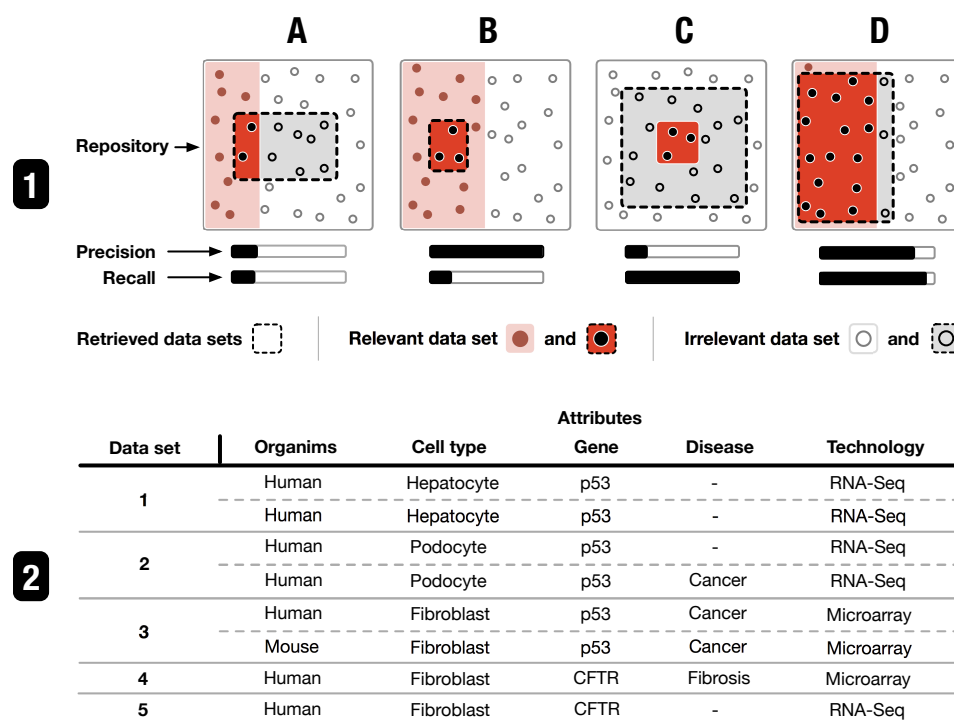 A B C D
1
Repository
Precision
Recall
Retrieved data sets
Relevant data set and
Irrelevant data set and
2
Attributes
Data set Organims Cell type Gene Disease Technology
1 Human Hepatocyte p53 - RNA-Seq
Human Hepatocyte p53 - RNA-Seq
2 Human Podocyte p53 - RNA-Seq
Human Podocyte p53 Cancer RNA-Seq
3 Human Fibroblast p53 Cancer Microarray
Mouse Fibroblast p53 Cancer Microarray
4 Human Fibroblast CFTR Fibrosis Microarray
5 Human Fibroblast CFTR - RNA-Seq